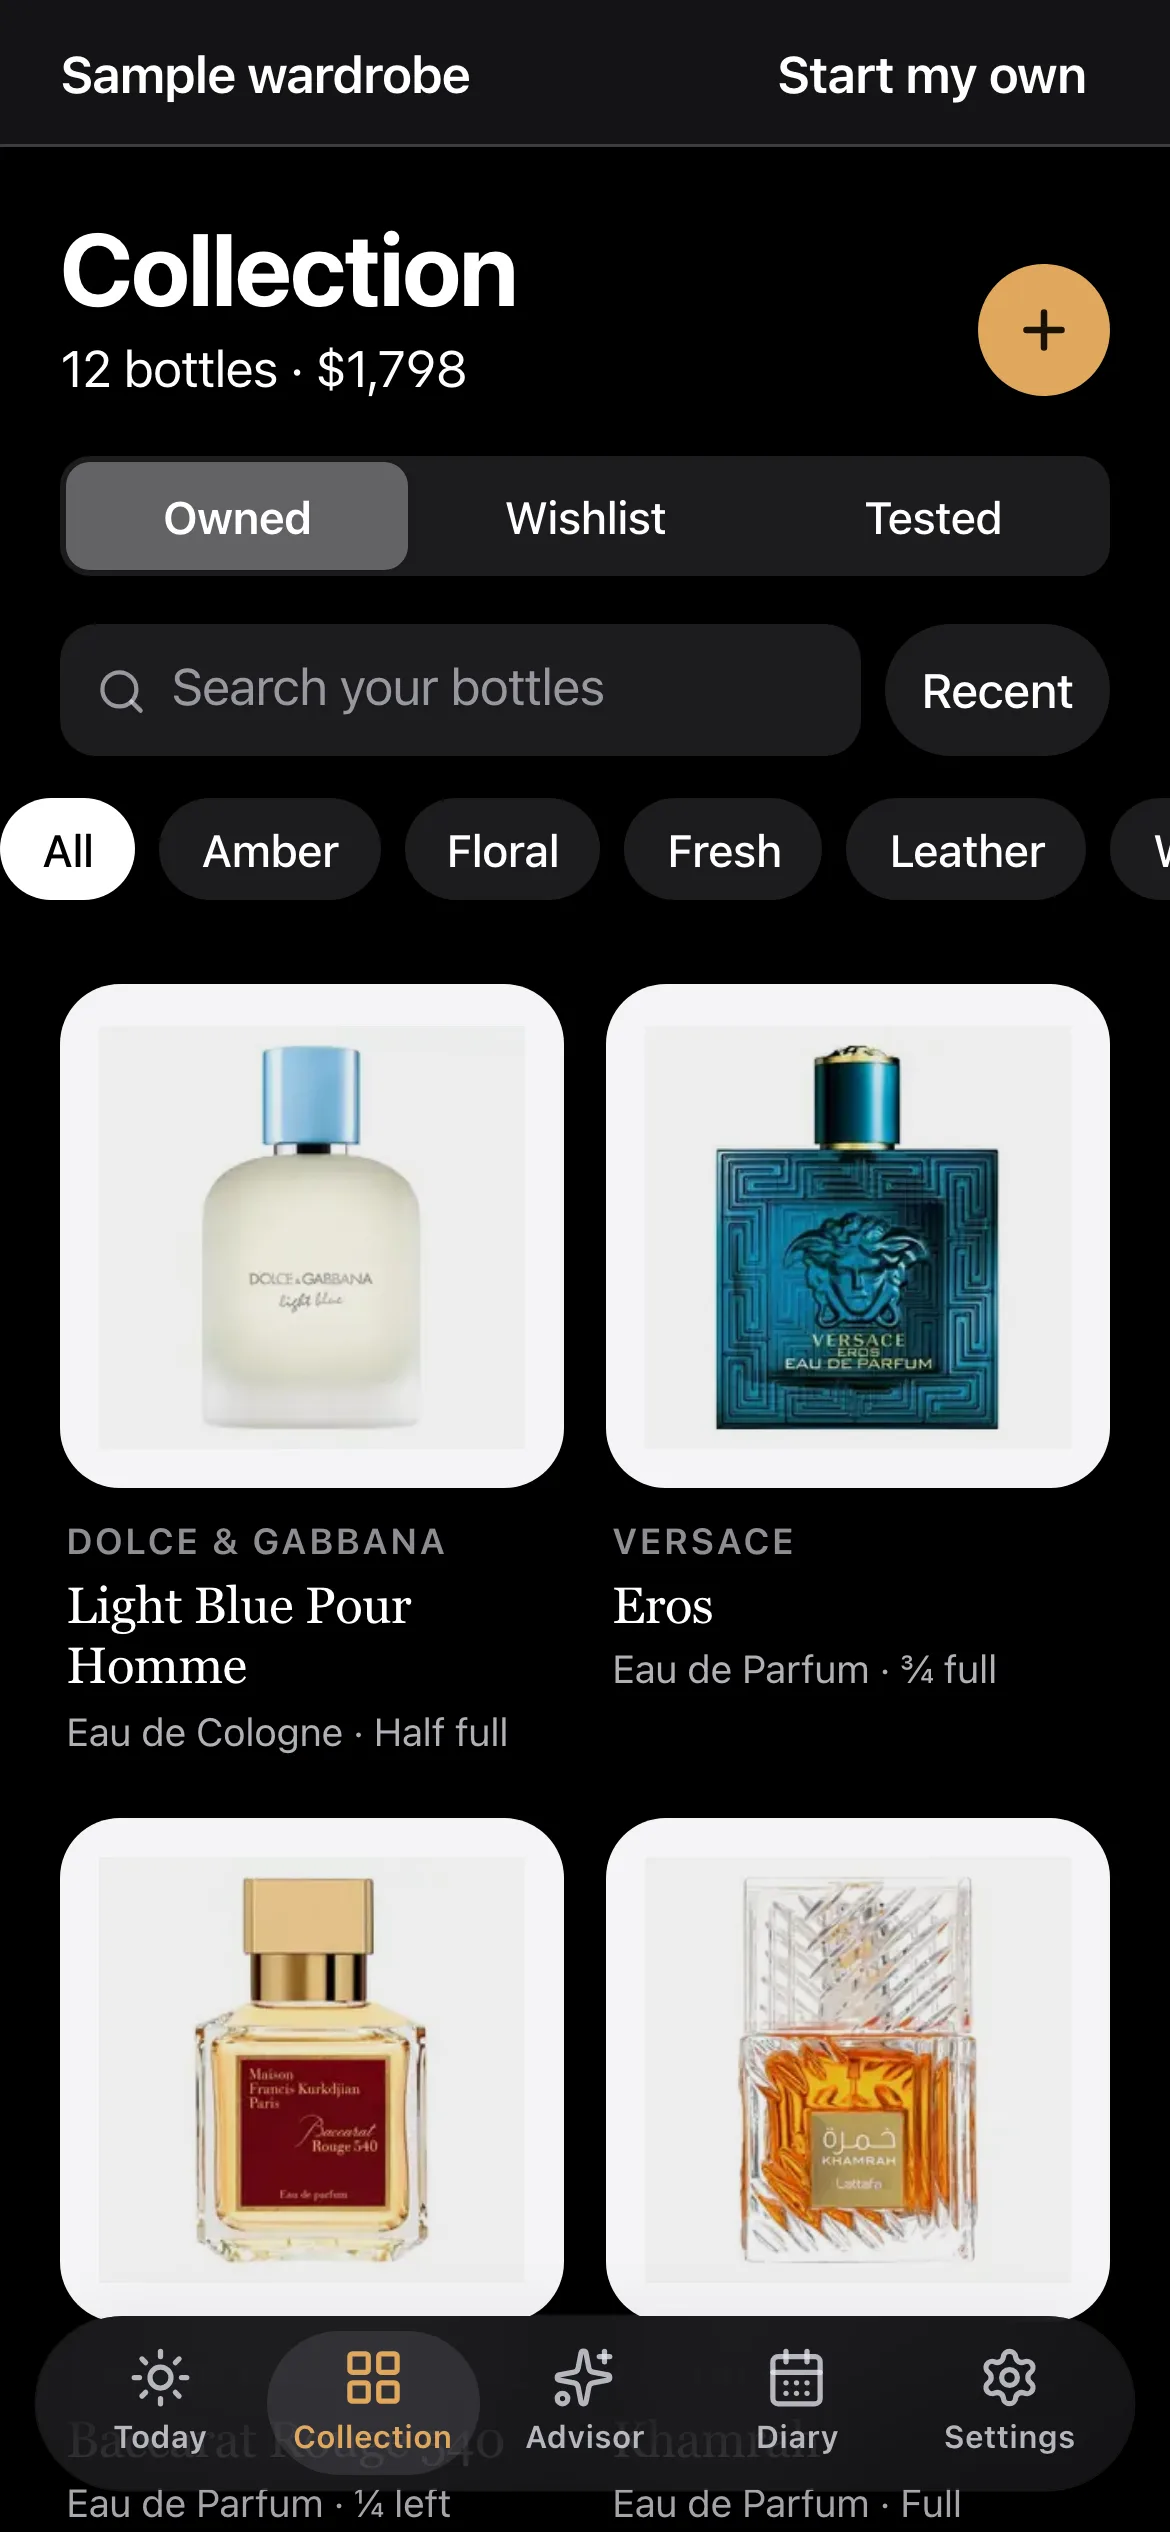 Sample wardrobe
Start my own
Collection
12 bottles · $1,798
Owned
Wishlist
Tested
Search your bottles
Recent
All
Amber
Floral
Fresh
Leather
DOLCE & GABBANA
light blue
VERSACE
EROS
EAU DE PARFUM
DOLCE & GABBANA
Light Blue Pour
Homme
Eau de Cologne · Half full
VERSACE
Eros
Eau de Parfum · ¾ full
Maison
Francis Kurkdjian
Paris
Baccarat
Rouge 540
Eau de parfum
خمرة
KHAMRAH
Lattafa
Baccarat Rouge 540
Khamrah
Today
Collection
Advisor
Diary
Settings
Eau de Parfum · ¼ left
Eau de Parfum · Full